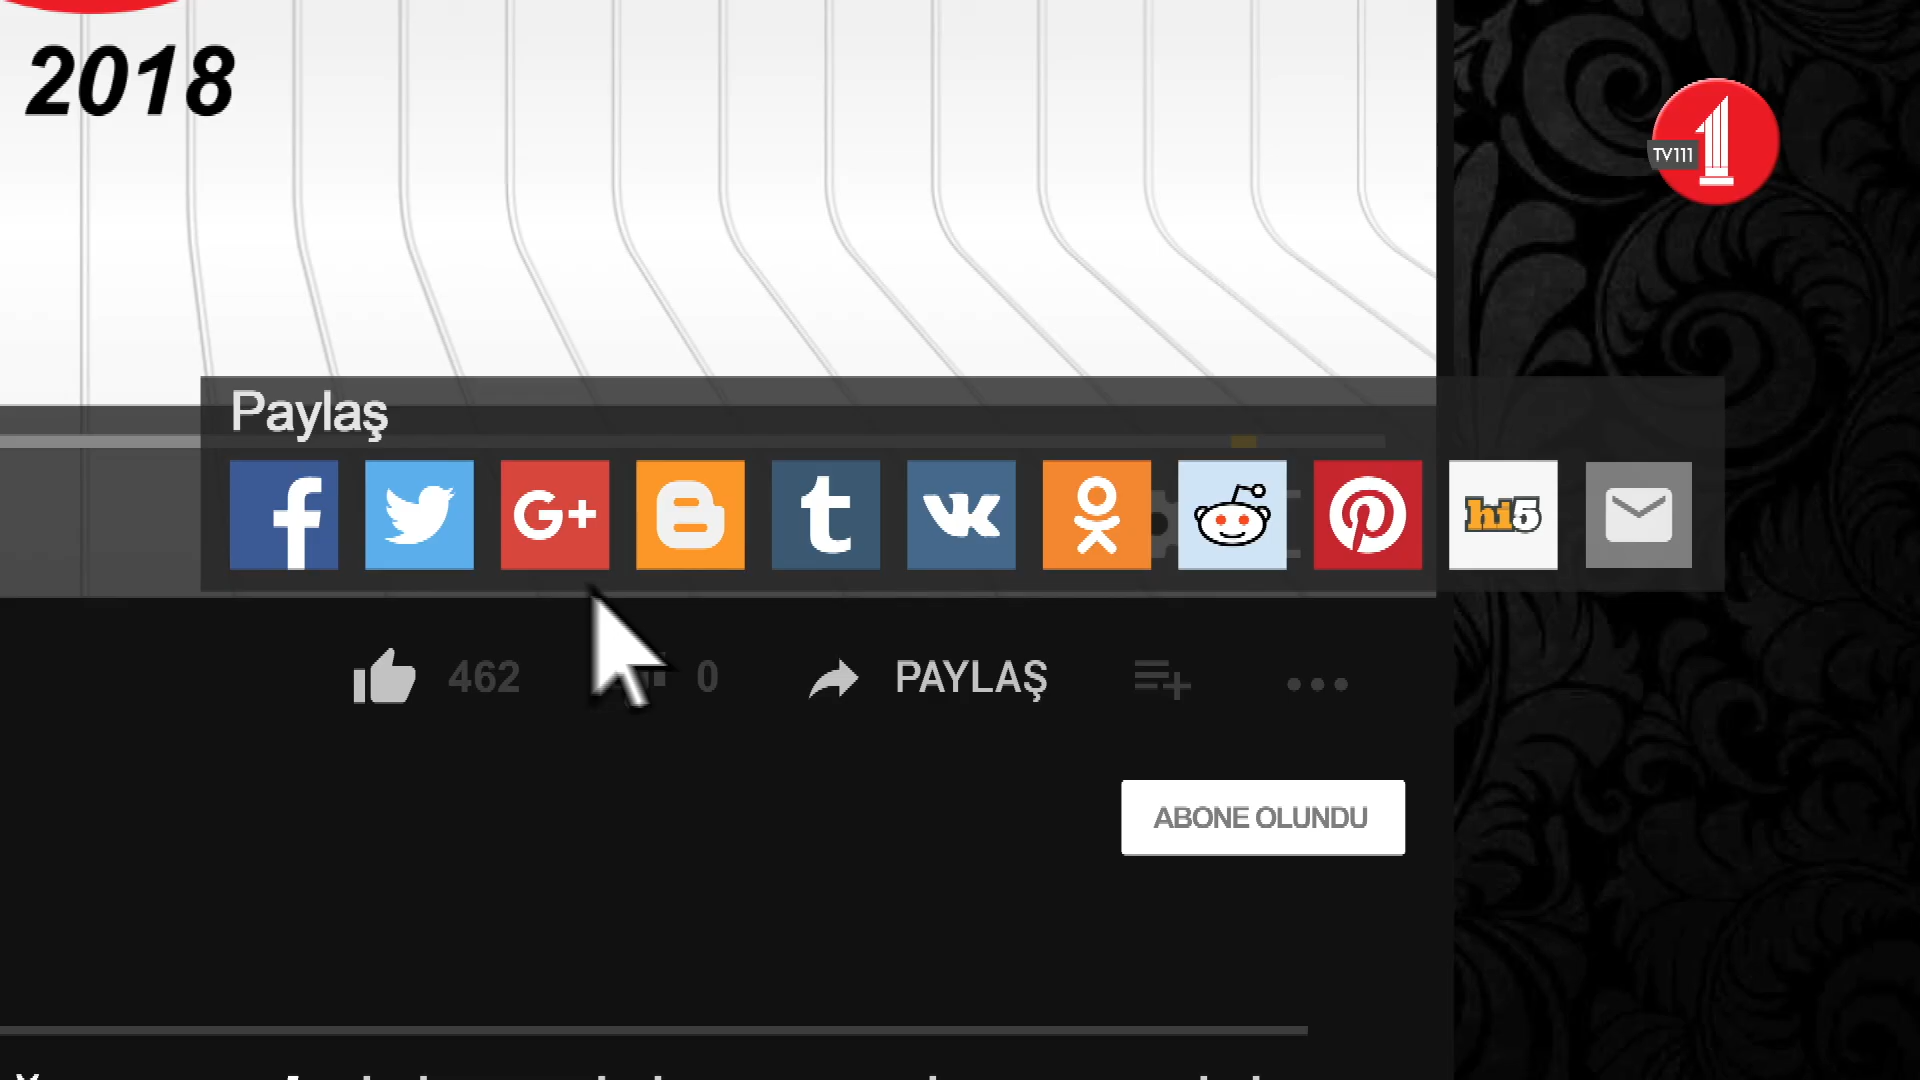 2018
TV111
Paylaş
G+
hi5
462
0
PAYLAŞ
ABONE OLUNDU